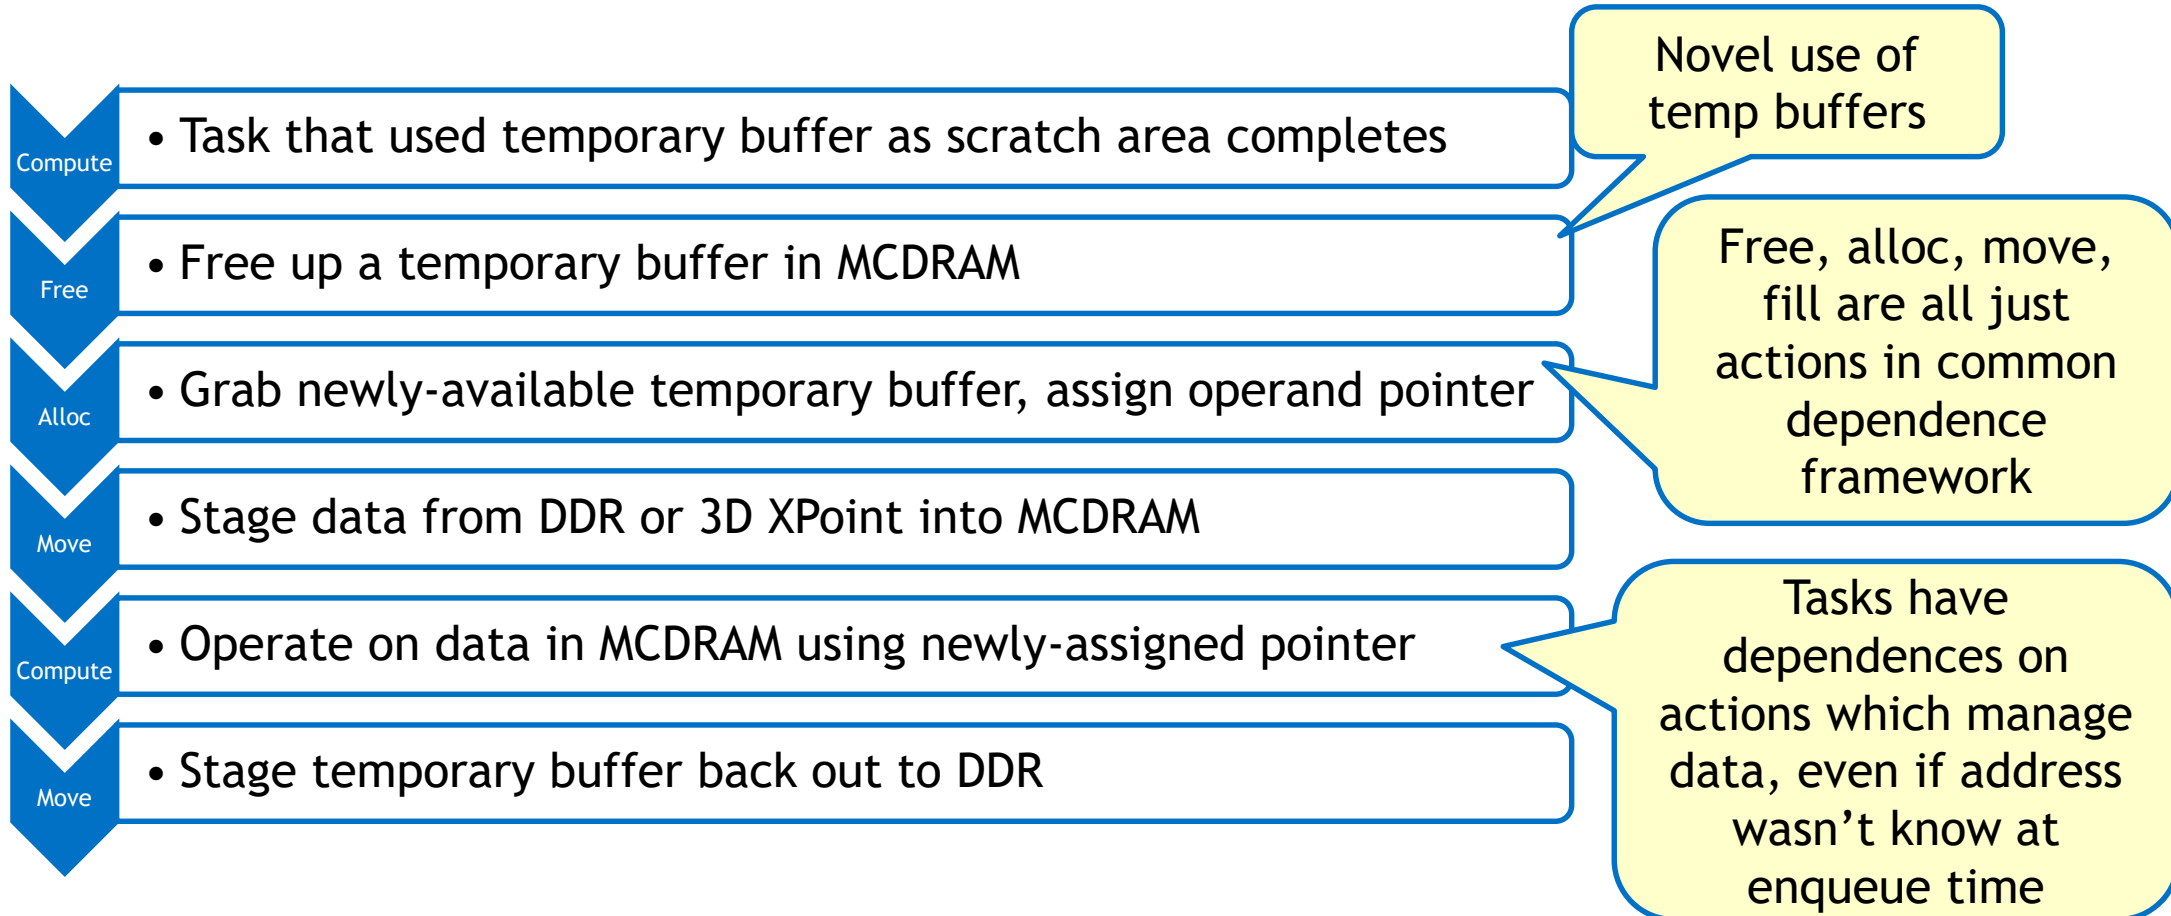 Compute
• Task that used temporary buffer as scratch area completes
Free
• Free up a temporary buffer in MCDRAM
Alloc
• Grab newly-available temporary buffer, assign operand pointer
Move
• Stage data from DDR or 3D XPoint into MCDRAM
Compute
• Operate on data in MCDRAM using newly-assigned pointer
Move
• Stage temporary buffer back out to DDR
Novel use of
temp buffers
Free, alloc, move,
fill are all just
actions in common
dependence
framework
Tasks have
dependences on
actions which manage
data, even if address
wasn’t know at
enqueue time